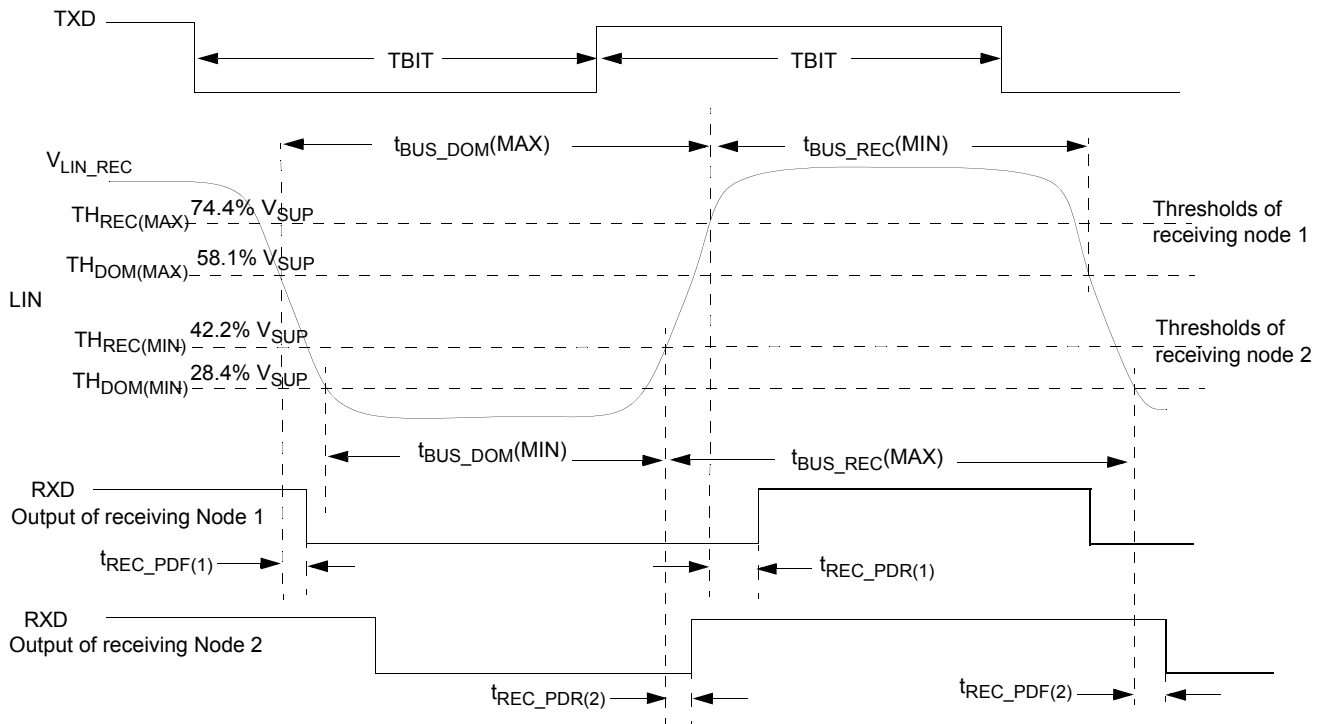 TXD
TBIT TBIT
tBUS_DOM(MAX) tBUS_REC(MIN)
VLIN_REC
THREC(MAX) 74.4% VSUP
Thresholds of
receiving node 1
THDOM(MAX) 58.1% VSUP
LIN
THREC(MIN) 42.2% VSUP
Thresholds of
receiving node 2
THDOM(MIN) 28.4% VSUP
tBUS_DOM(MIN) tBUS_REC(MAX)
RXD
Output of receiving Node 1
tREC_PDF(1) tREC_PDR(1)
RXD
Output of receiving Node 2
tREC_PDR(2) tREC_PDF(2)